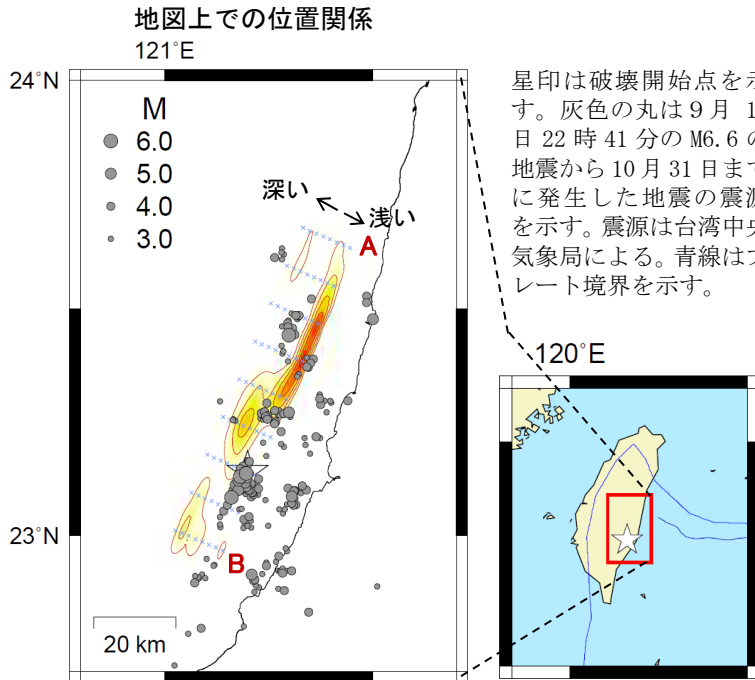 地図上での位置関係
121°E
24°N
M
6.0
5.0
4.0
3.0
深い
浅い
A
23°N
B
20 km
星印は破壊開始点を示
す。灰色の丸は９月 1
日 22 時 41 分の M6.6 の
地震から 10 月 31 日まで
に発生した地震の震源
を示す。震源は台湾中央
気象局による。青線はプ
レート境界を示す。
120°E